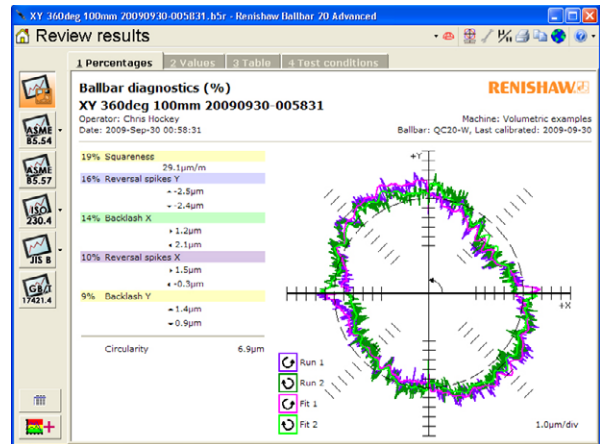 XY 360deg 100mm 20090930-005831.b5r - Renishaw Ballbar 20 Advanced
Review results
1 Percentages 2 Values 3 Table 4 Test conditions
Ballbar diagnostics (%)
RENISHAW
XY 360deg 100mm 20090930-005831
Operator: Chris Hockey
Machine: Volumetric examples
Date: 2009-Sep-30 00:58:31
Ballbar: QC20-W, Last calibrated: 2009-09-30
ASME
B5.54
ASME
B5.57
ISO
230.4
JIS B
GB/
17421.4
19% Squareness
29.1µm/m
16% Reversal spikes Y
-2.5µm
-2.4µm
14% Backlash X
1.2µm
2.1µm
10% Reversal spikes X
1.5µm
-0.3µm
9% Backlash Y
1.4µm
0.9µm
Circularity 6.9µm
+Y
+X
Run 1
Run 2
Fit 1
Fit 2
1.0µm/div